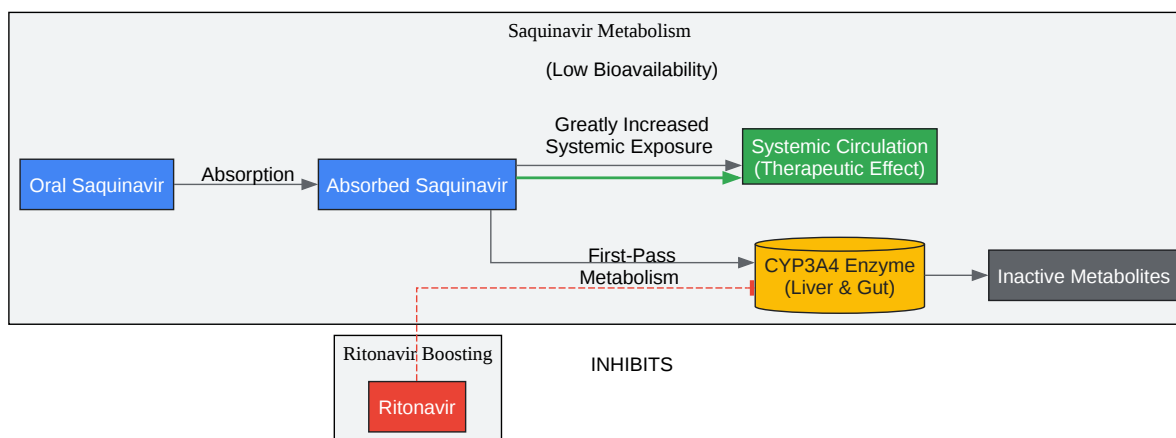 Saquinavir Metabolism
(Low Bioavailability)
Greatly Increased
Systemic Exposure
Systemic Circulation
(Therapeutic Effect)
Oral Saquinavir
Absorption
Absorbed Saquinavir
First-Pass
Metabolism
CYP3A4 Enzyme
(Liver & Gut)
Inactive Metabolites
Ritonavir Boosting
INHIBITS
Ritonavir